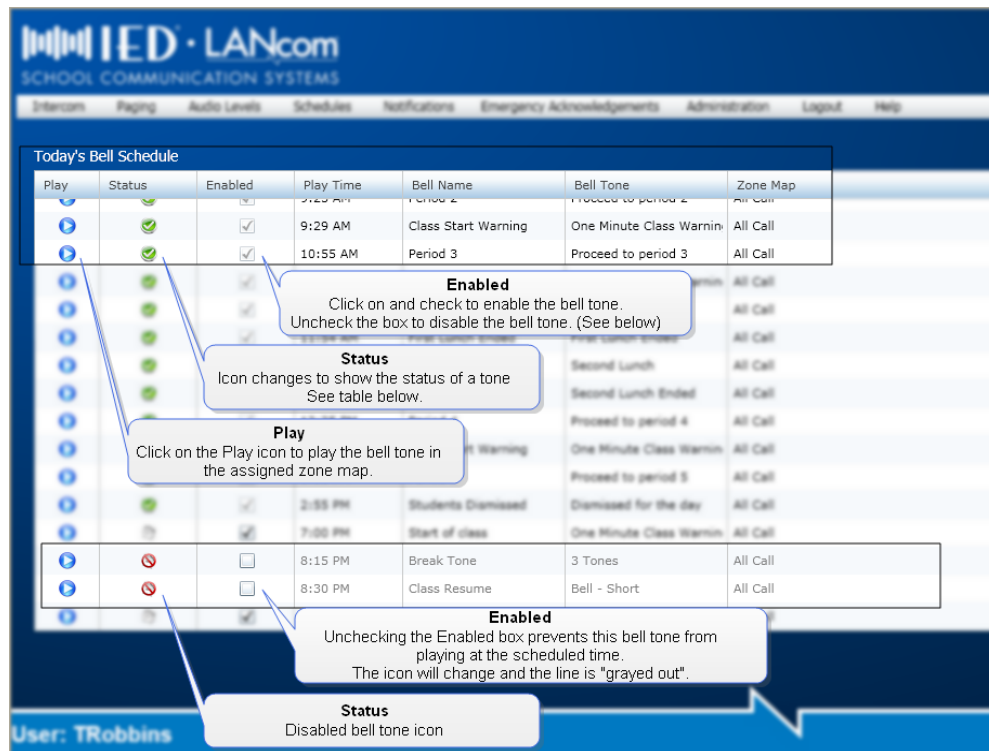 IED · LANcom
SCHOOL COMMUNICATION SYSTEMS
Intercom Paging Audio Levels Schedules Notifications Emergency Acknowledgements Administration Logout Help
Today's Bell Schedule
Play Status Enabled Play Time Bell Name Bell Tone Zone Map
9:29 AM Class Start Warning One Minute Class Warnin All Call
10:55 AM Period 3 Proceed to period 3 All Call
Enabled
Click on and check to enable the bell tone.
Uncheck the box to disable the bell tone. (See below)
All Call
All Call
First Lunch Ended All Call
Status
Icon changes to show the status of a tone
See table below.
Second Lunch All Call
Second Lunch Ended All Call
Proceed to period 4 All Call
Play
Click on the Play icon to play the bell tone in
the assigned zone map.
Warning One Minute Class Warnin All Call
Proceed to period 5 All Call
2:55 PM Students Dismissed Dismissed for the day All Call
7:00 PM Start of class One Minute Class Warnin All Call
8:15 PM Break Tone 3 Tones All Call
8:30 PM Class Resume Bell - Short All Call
Enabled
Unchecking the Enabled box prevents this bell tone from
playing at the scheduled time.
The icon will change and the line is "grayed out".
Status
Disabled bell tone icon
User: TRobbins